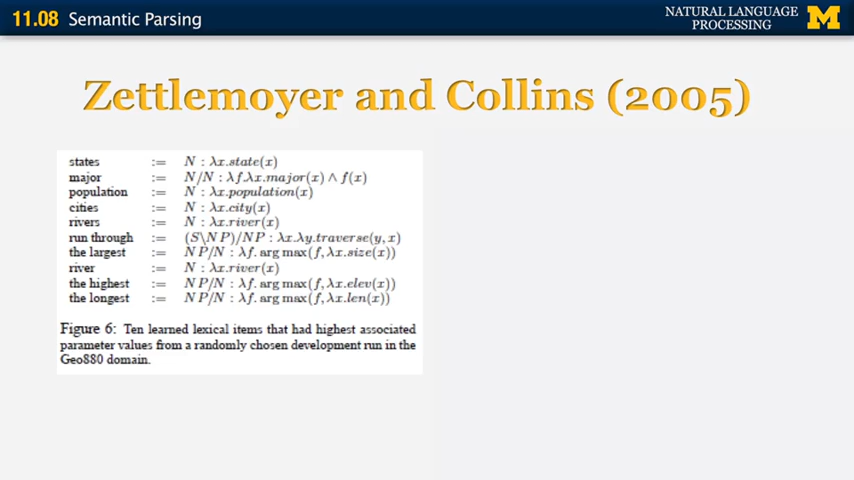 11.08 Semantic Parsing
NATURAL LANGUAGE
PROCESSING
M
Zettlemoyer and Collins (2005)
states := N : λx.state(x)
major := N/N : λf.λx.major(x) ∧ f(x)
population := N : λx.population(x)
cities := N : λx.city(x)
rivers := N : λx.river(x)
run through := (S\NP)/NP : λx.λy.traverse(y, x)
the largest := NP/N : λf. arg max(f, λx.size(x))
river := N : λx.river(x)
the highest := NP/N : λf. arg max(f, λx.elev(x))
the longest := NP/N : λf. arg max(f, λx.len(x))
Figure 6: Ten learned lexical items that had highest associated
parameter values from a randomly chosen development run in the
Geo880 domain.